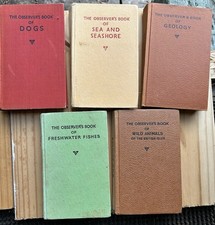 THE OBSERVER'S BOOK
OF
DOGS
THE OBSERVER'S BOOK
OF
SEA AND
SEASHORE
THE OBSERVER'S BOOK
OF
GEOLOGY
THE OBSERVER'S BOOK
OF
FRESHWATER FISHES
THE OBSERVER'S BOOK
OF
WILD ANIMALS
OF THE BRITISH ISLES